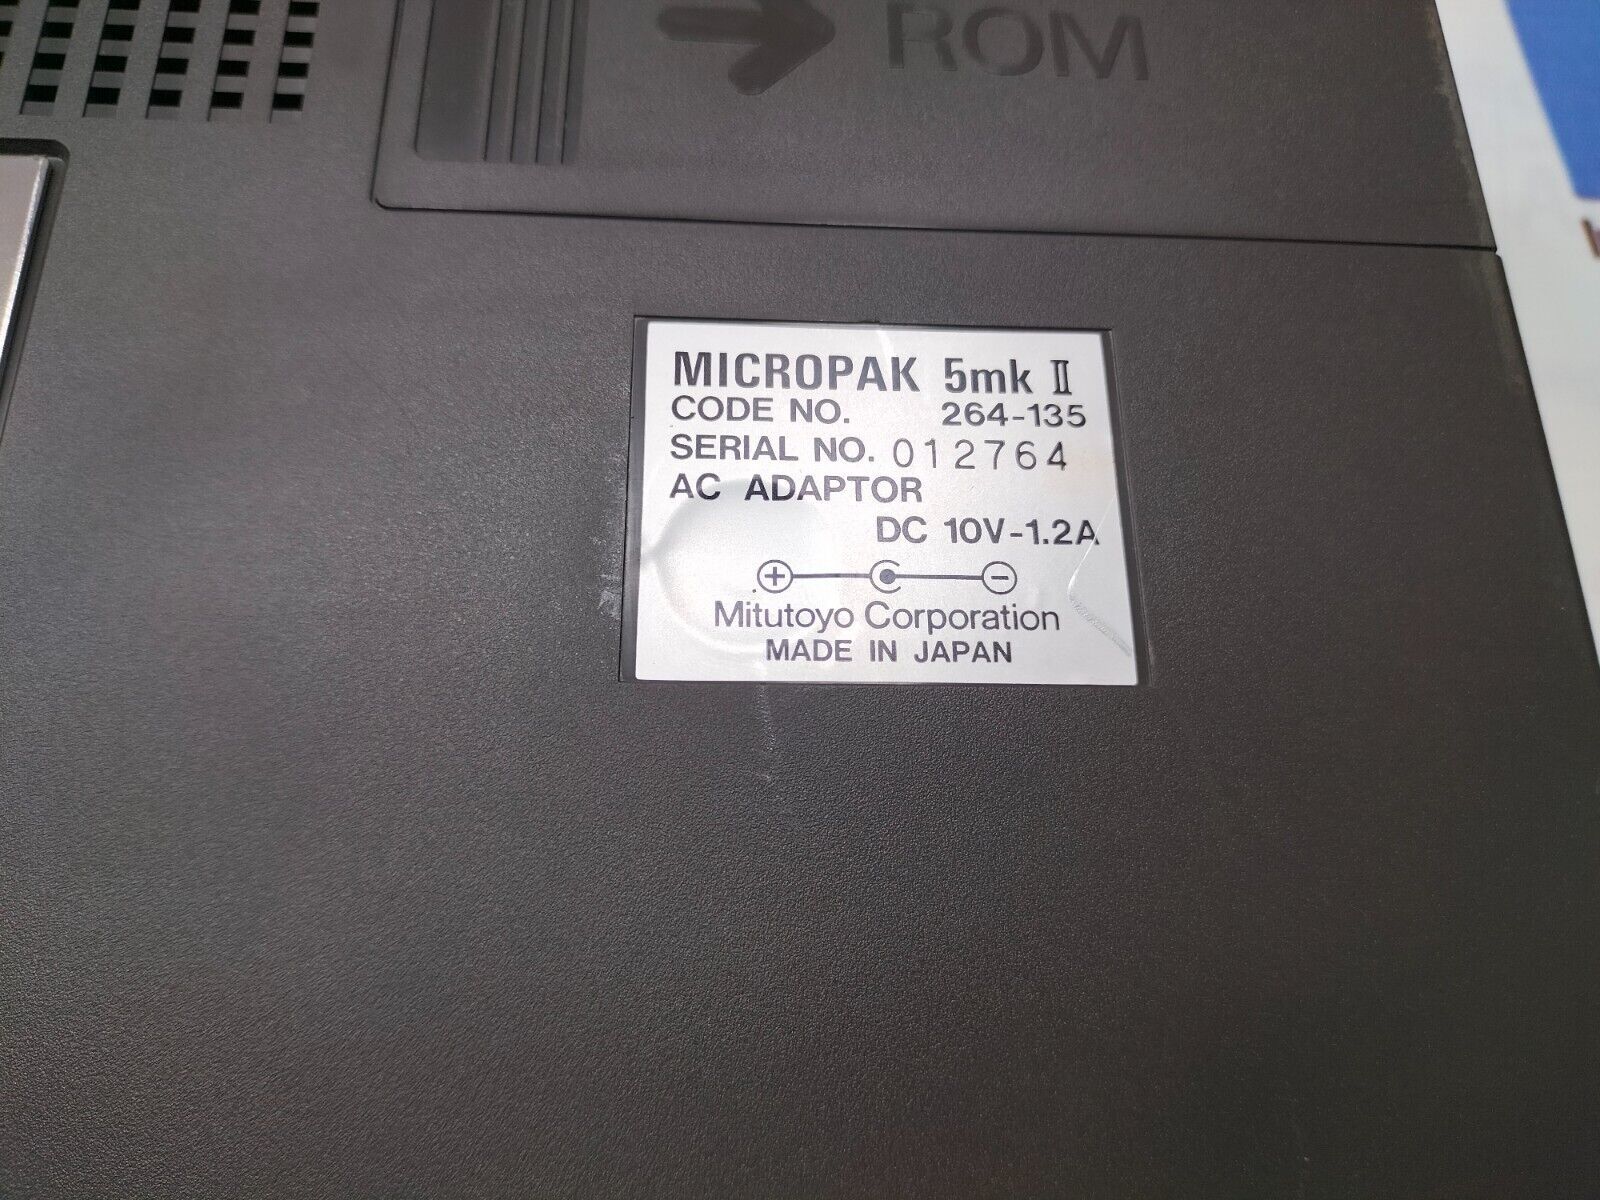 ROM
MICROPAK 5mk II
CODE NO. 264-135
SERIAL NO. 012764
AC ADAPTOR
DC 10V-1.2A
Mitutoyo Corporation
MADE IN JAPAN